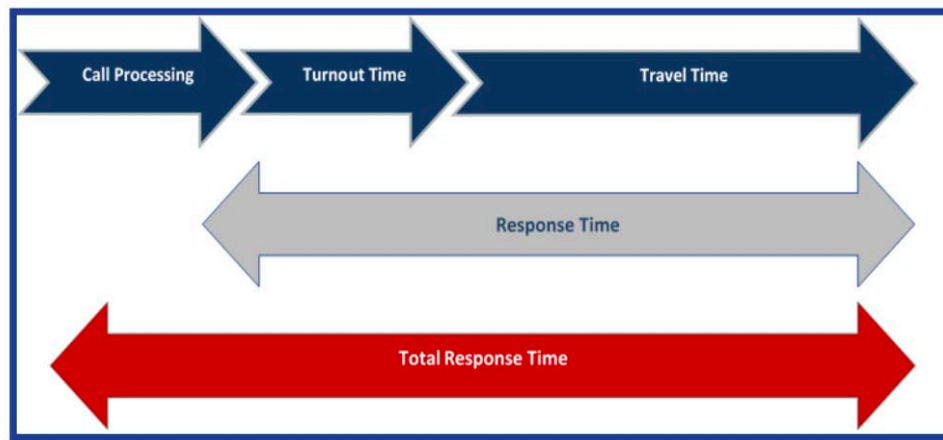 Call Processing
Turnout Time
Travel Time
Response Time
Total Response Time